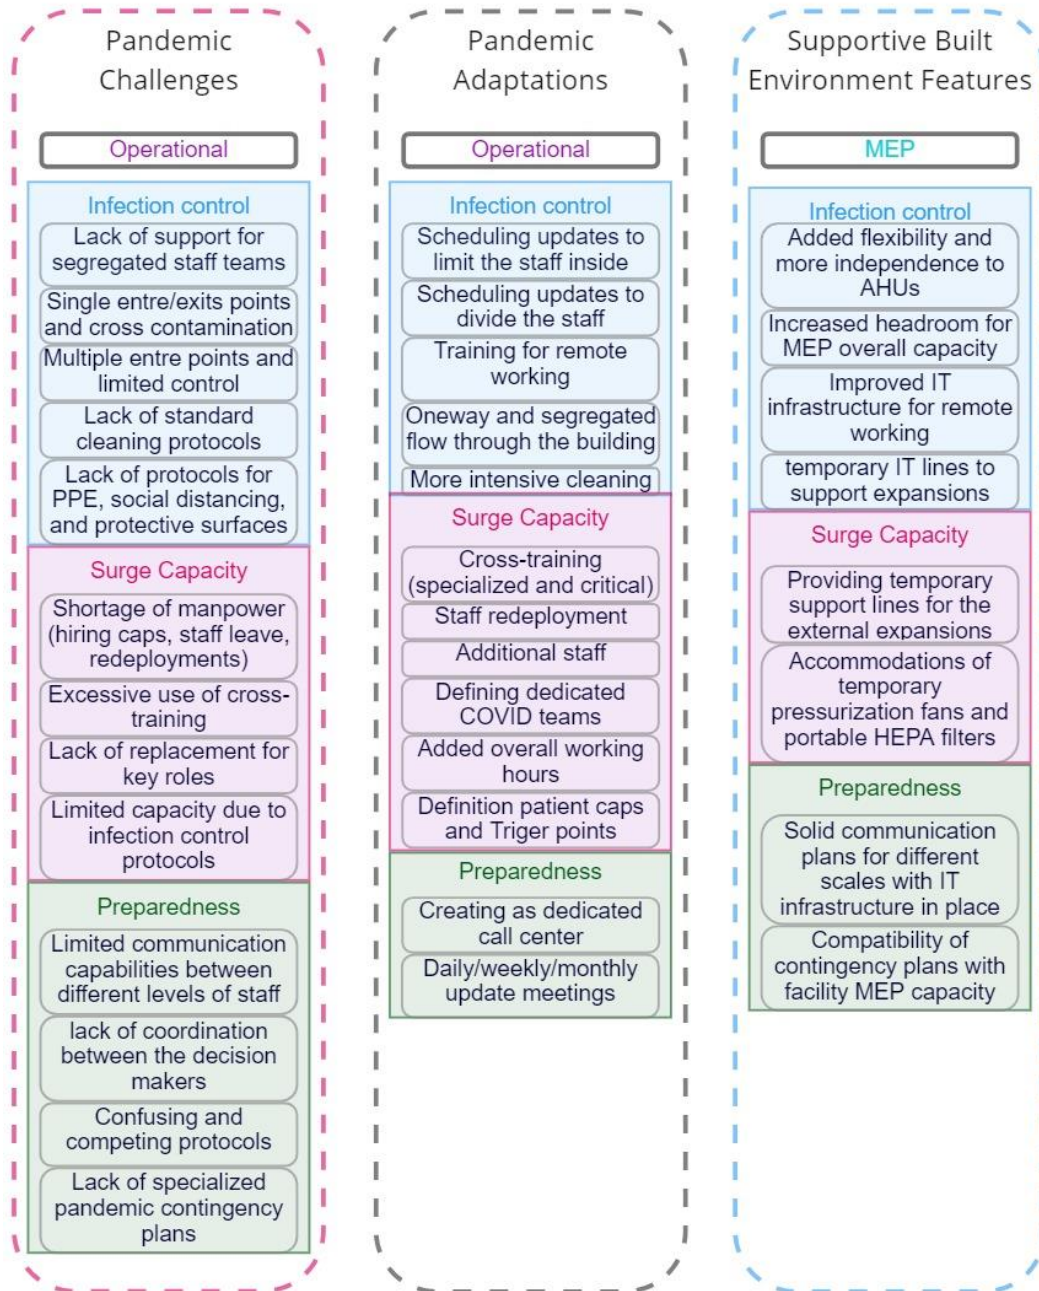 Pandemic
Challenges
Operational
Infection control
Lack of support for
segregated staff teams
Single entre/exits points
and cross contamination
Multiple entre points and
limited control
Lack of standard
cleaning protocols
Lack of protocols for
PPE, social distancing,
and protective surfaces
Surge Capacity
Shortage of manpower
(hiring caps, staff leave,
redeployments)
Excessive use of cross-
training
Lack of replacement for
key roles
Limited capacity due to
infection control
protocols
Preparedness
Limited communication
capabilities between
different levels of staff
lack of coordination
between the decision
makers
Confusing and
competing protocols
Lack of specialized
pandemic contingency
plans
Pandemic
Adaptations
Operational
Infection control
Scheduling updates to
limit the staff inside
Scheduling updates to
divide the staff
Training for remote
working
Oneway and segregated
flow through the building
More intensive cleaning
Surge Capacity
Cross-training
(specialized and critical)
Staff redeployment
Additional staff
Defining dedicated
COVID teams
Added overall working
hours
Definition patient caps
and Triger points
Preparedness
Creating as dedicated
call center
Daily/weekly/monthly
update meetings
Supportive Built
Environment Features
MEP
Infection control
Added flexibility and
more independence to
AHUs
Increased headroom for
MEP overall capacity
Improved IT
infrastructure for remote
working
temporary IT lines to
support expansions
Surge Capacity
Providing temporary
support lines for the
external expansions
Accommodations of
temporary
pressurization fans and
portable HEPA filters
Preparedness
Solid communication
plans for different
scales with IT
infrastructure in place
Compatibility of
contingency plans with
facility MEP capacity